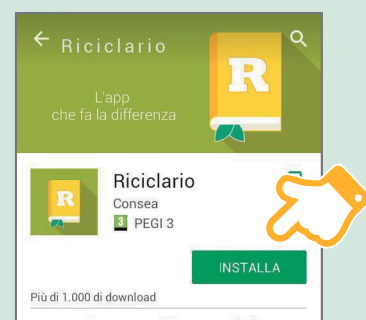 Riciclario
R
L'app
che fa la differenza
R
Riciclario
Consea
3 PEGI 3
INSTALLA
Più di 1.000 di download